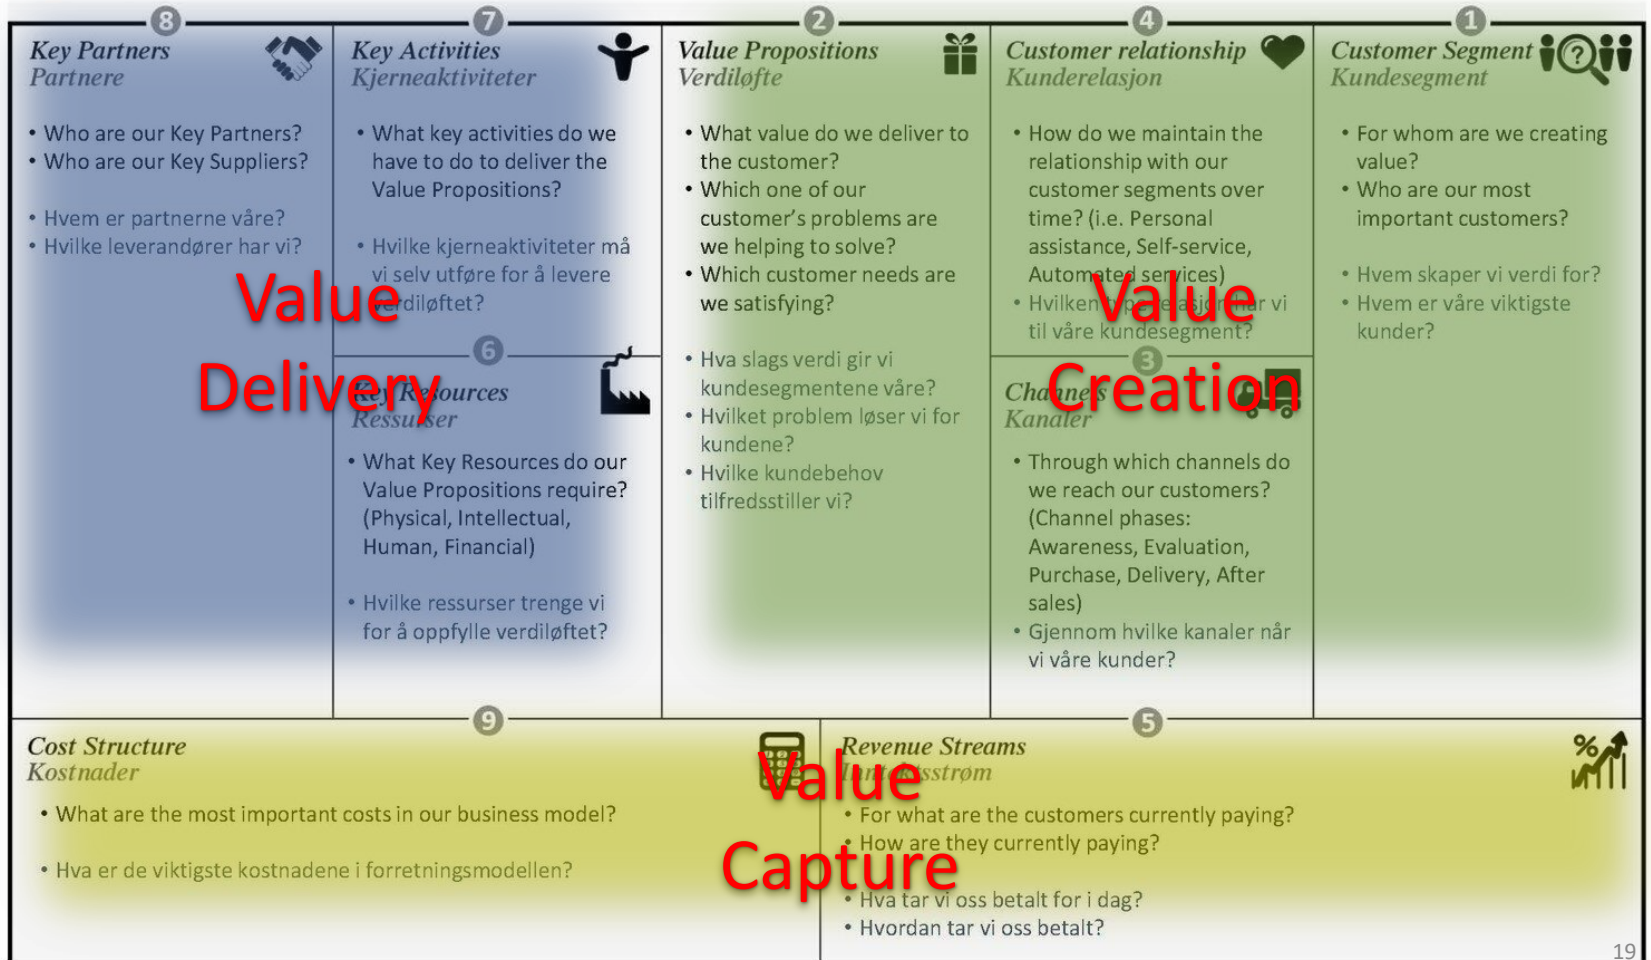 8
Key Partners
Partnere
• Who are our Key Partners?
• Who are our Key Suppliers?
• Hvem er partnerne våre?
• Hvilke leverandører har vi?
7
Key Activities
Kjerneaktiviteter
• What key activities do we
have to do to deliver the
Value Propositions?
• Hvilke kjerneaktiviteter må
vi selv utføre for å levere
verdiløftet?
6
Key Resources
Ressurser
• What Key Resources do our
Value Propositions require?
(Physical, Intellectual,
Human, Financial)
• Hvilke ressurser trenge vi
for å oppfylle verdiløftet?
Value
Delivery
2
Value Propositions
Verdiløfte
• What value do we deliver to
the customer?
• Which one of our
customer's problems are
we helping to solve?
• Which customer needs are
we satisfying?
• Hva slags verdi gir vi
kundesegmentene våre?
• Hvilket problem løser vi for
kundene?
• Hvilke kundebehov
tilfredsstiller vi?
4
Customer relationship
Kunderelasjon
• How do we maintain the
relationship with our
customer segments over
time? (i.e. Personal
assistance, Self-service,
Automated services)
• Hvilken type relasjon har vi
til våre kundesegment?
3
Channels
Kanaler
• Through which channels do
we reach our customers?
(Channel phases:
Awareness, Evaluation,
Purchase, Delivery, After
sales)
• Gjennom hvilke kanaler når
vi våre kunder?
Value
Creation
1
Customer Segment
Kundesegment
• For whom are we creating
value?
• Who are our most
important customers?
• Hvem skaper vi verdi for?
• Hvem er våre viktigste
kunder?
9
Cost Structure
Kostnader
• What are the most important costs in our business model?
• Hva er de viktigste kostnadene i forretningsmodellen?
5
Revenue Streams
Inntektsstrøm
%
• For what are the customers currently paying?
• How are they currently paying?
• Hva tar vi oss betalt for i dag?
• Hvordan tar vi oss betalt?
Value
Capture
19